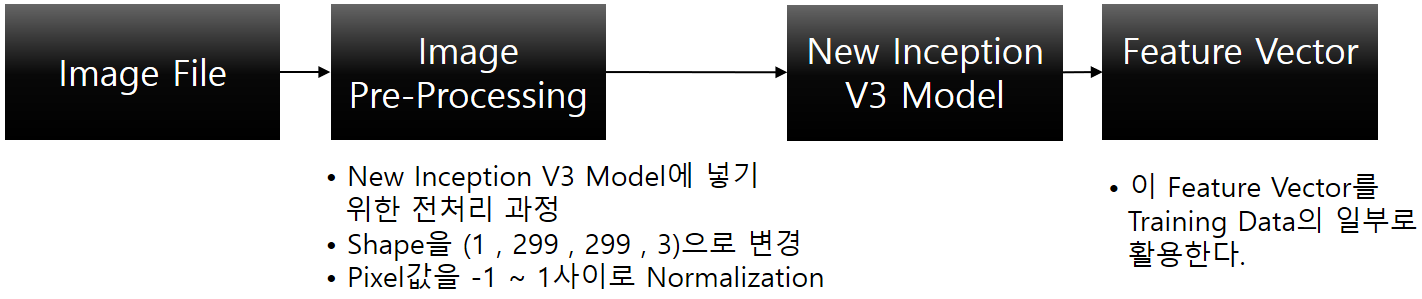 Image File
Image
Pre-Processing
New Inception
V3 Model
Feature Vector
• New Inception V3 Model에 넣기
위한 전처리 과정
• Shape을 (1 , 299 , 299 , 3)으로 변경
• Pixel값을 -1 ~ 1사이로 Normalization
• 이 Feature Vector를
Training Data의 일부로
활용한다.